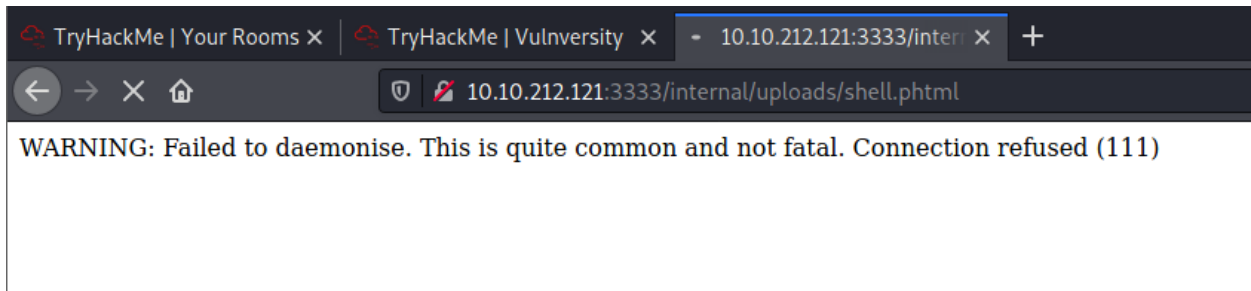 TryHackMe | Your Rooms
TryHackMe | Vulnversity
10.10.212.121:3333/inter
10.10.212.121:3333/internal/uploads/shell.phtml
WARNING: Failed to daemonise. This is quite common and not fatal. Connection refused (111)